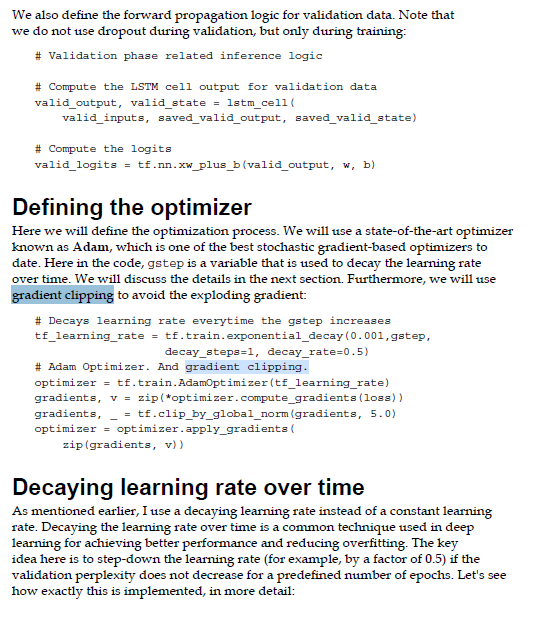 We also define the forward propagation logic for validation data. Note that
we do not use dropout during validation, but only during training:
# Validation phase related inference logic
# Compute the LSTM cell output for validation data
valid_output, valid_state = lstm_cell(
valid_inputs, saved_valid_output, saved_valid_state)
# Compute the logits
valid_logits = tf.nn.xw_plus_b(valid_output, w, b)
Defining the optimizer
Here we will define the optimization process. We will use a state-of-the-art optimizer
known as Adam, which is one of the best stochastic gradient-based optimizers to
date. Here in the code, gstep is a variable that is used to decay the learning rate
over time. We will discuss the details in the next section. Furthermore, we will use
gradient clipping to avoid the exploding gradient:
# Decays learning rate everytime the gstep increases
tf_learning_rate = tf.train.exponential_decay(0.001,gstep,
decay_steps=1, decay_rate=0.5)
# Adam Optimizer. And gradient clipping.
optimizer = tf.train.AdamOptimizer(tf_learning_rate)
gradients, v = zip(*optimizer.compute_gradients(loss))
gradients, _ = tf.clip_by_global_norm(gradients, 5.0)
optimizer = optimizer.apply_gradients(
zip(gradients, v))
Decaying learning rate over time
As mentioned earlier, I use a decaying learning rate instead of a constant learning
rate. Decaying the learning rate over time is a common technique used in deep
learning for achieving better performance and reducing overfitting. The key
idea here is to step-down the learning rate (for example, by a factor of 0.5) if the
validation perplexity does not decrease for a predefined number of epochs. Let's see
how exactly this is implemented, in more detail: